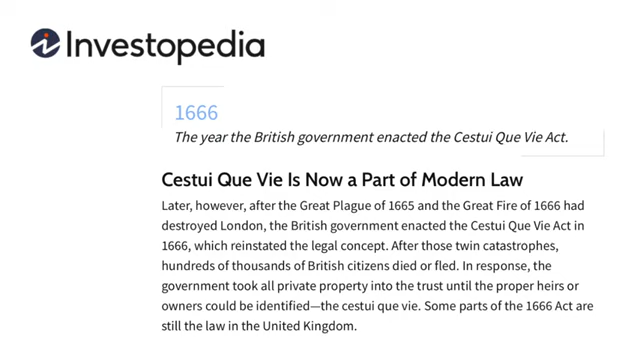 Investopedia
1666
The year the British government enacted the Cestui Que Vie Act.
Cestui Que Vie Is Now a Part of Modern Law
Later, however, after the Great Plague of 1665 and the Great Fire of 1666 had
destroyed London, the British government enacted the Cestui Que Vie Act in
1666, which reinstated the legal concept. After those twin catastrophes,
hundreds of thousands of British citizens died or fled. In response, the
government took all private property into the trust until the proper heirs or
owners could be identified—the cestui que vie. Some parts of the 1666 Act are
still the law in the United Kingdom.